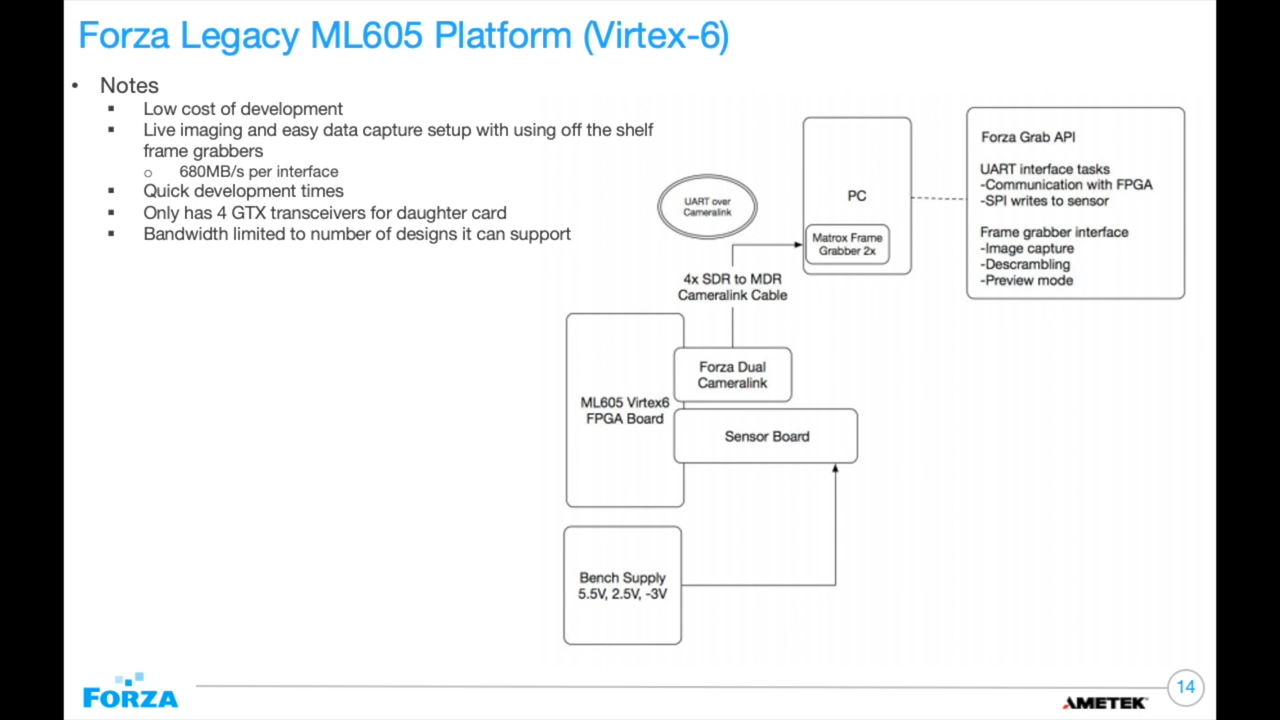 Forza Legacy ML605 Platform (Virtex-6)
• Notes
▪ Low cost of development
▪ Live imaging and easy data capture setup with using off the shelf
frame grabbers
o 680MB/s per interface
▪ Quick development times
▪ Only has 4 GTX transceivers for daughter card
▪ Bandwidth limited to number of designs it can support
UART over
Cameralink
PC
Matrox Frame
Grabber 2x
Forza Grab API
UART interface tasks
-Communication with FPGA
-SPI writes to sensor
Frame grabber interface
-Image capture
-Descrambling
-Preview mode
4x SDR to MDR
Cameralink Cable
Forza Dual
Cameralink
ML605 Virtex6
FPGA Board
Sensor Board
Bench Supply
5.5V, 2.5V, -3V
FORZA
AMETEK
14